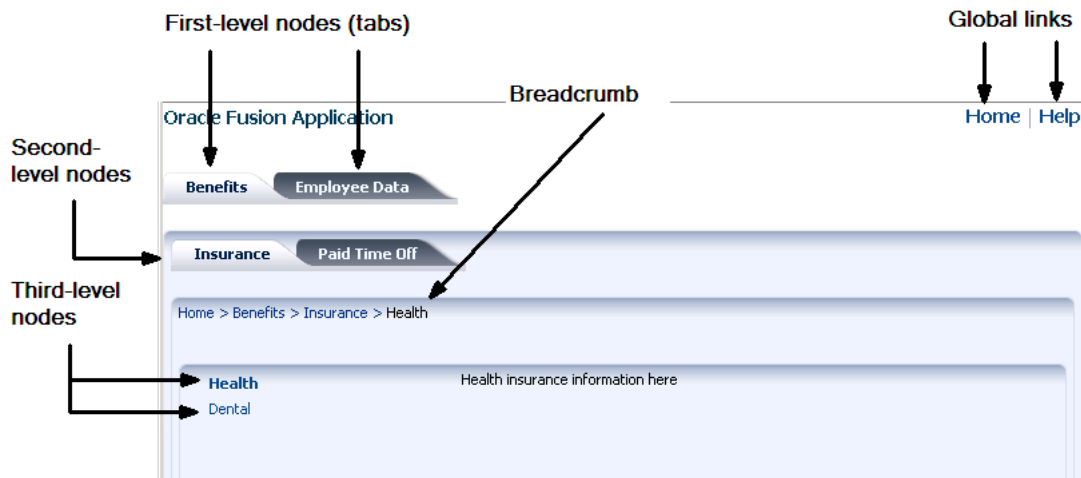 First-level nodes (tabs)
Global links
Breadcrumb
Oracle Fusion Application
Home | Help
Second-
level nodes
Benefits
Employee Data
Insurance
Paid Time Off
Third-level
nodes
Home > Benefits > Insurance > Health
Health
Health insurance information here
Dental